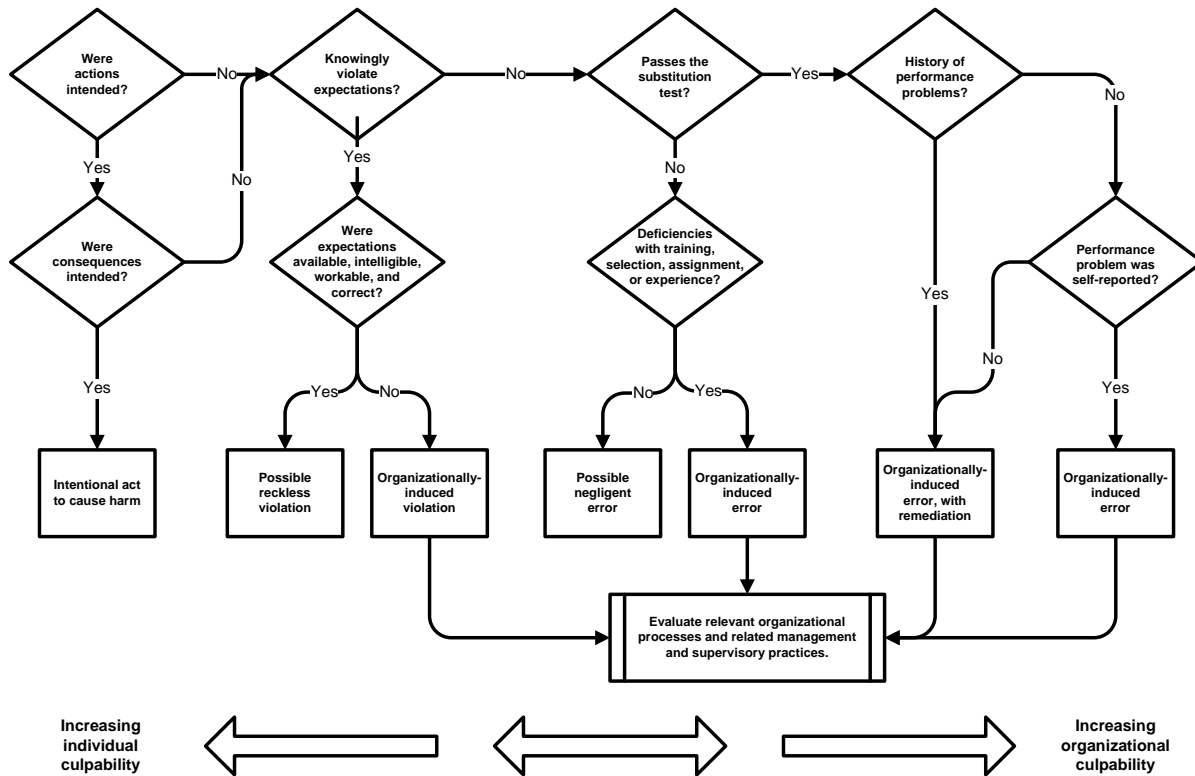 Were
actions
intended?
No
Knowingly
violate
expectations?
No
Passes the
substitution
test?
Yes
History of
performance
problems?
No
Yes
No
Yes
No
Were
consequences
intended?
Were
expectations
available, intelligible,
workable, and
correct?
Deficiencies
with training,
selection, assignment,
or experience?
Yes
Performance
problem was
self-reported?
Yes
Yes
No
No
Yes
No
Yes
Intentional act
to cause harm
Possible
reckless
violation
Organizationally-
induced
violation
Possible
negligent
error
Organizationally-
induced
error
Organizationally-
induced
error, with
remediation
Organizationally-
induced
error
Evaluate relevant organizational
processes and related management
and supervisory practices.
Increasing
individual
culpability
Increasing
organizational
culpability